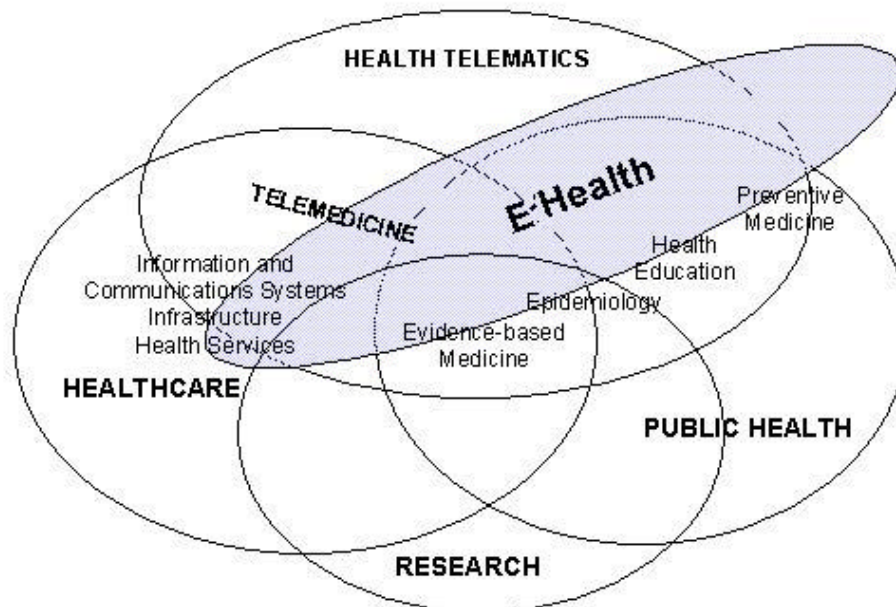 HEALTH TELEMATICS
E-Health
TELEMEDICINE
Preventive
Medicine
Health
Education
Information and
Communications Systems
Infrastructure
Health Services
Epidemiology
Evidence-based
Medicine
HEALTHCARE
PUBLIC HEALTH
RESEARCH